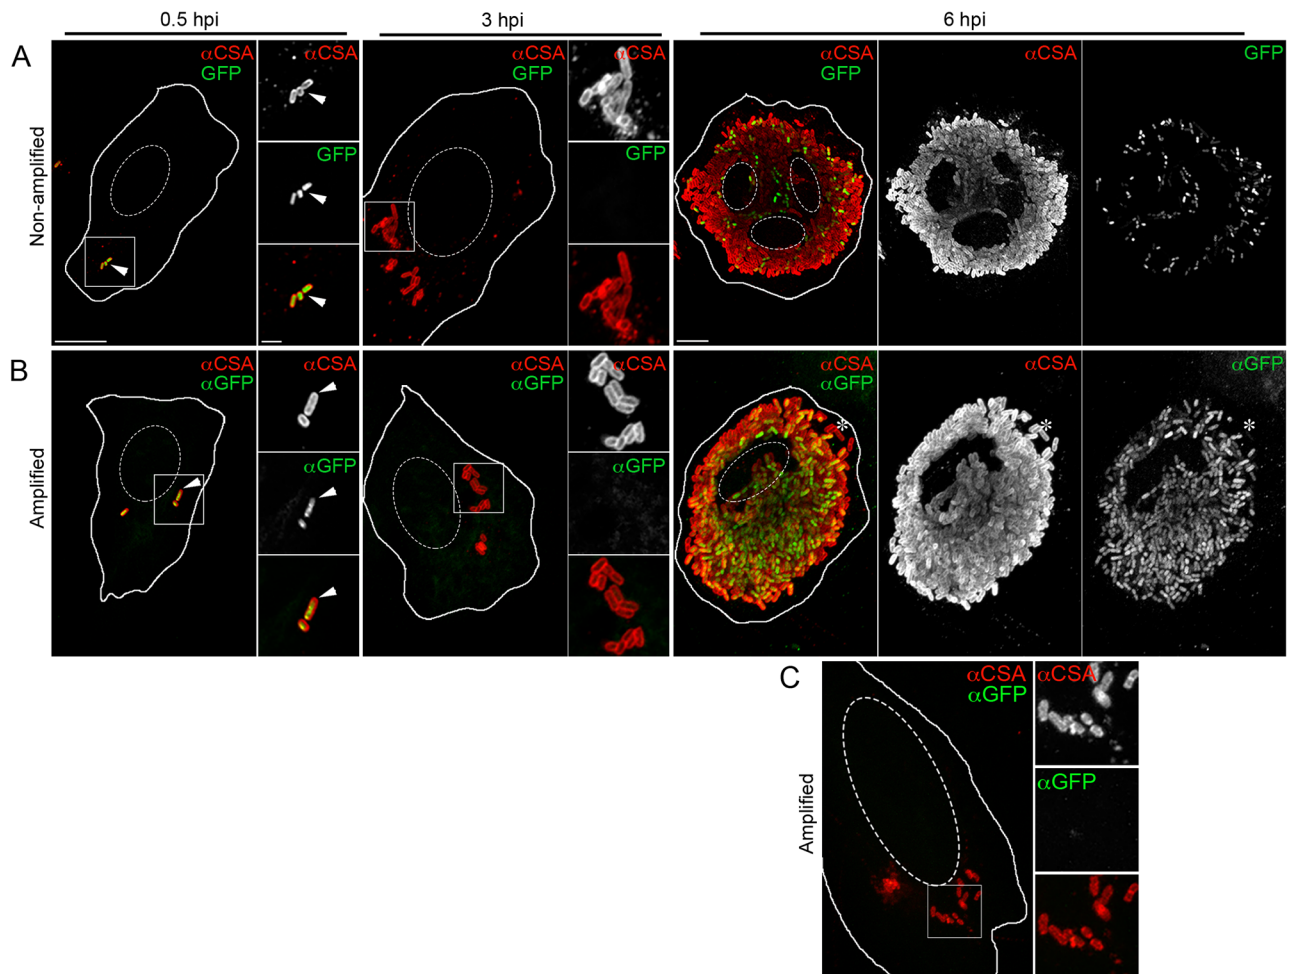 0.5 hpi
3 hpi
6 hpi
A
Non-amplified
αCSA
GFP
αCSA
GFP
αCSA
GFP
αCSA
GFP
αCSA
GFP
αCSA
GFP
B
Amplified
αCSA
αGFP
αCSA
αGFP
αCSA
αGFP
αCSA
αGFP
αCSA
αGFP
*
αCSA
*
αGFP
*
C
Amplified
αCSA
αGFP
αCSA
αGFP